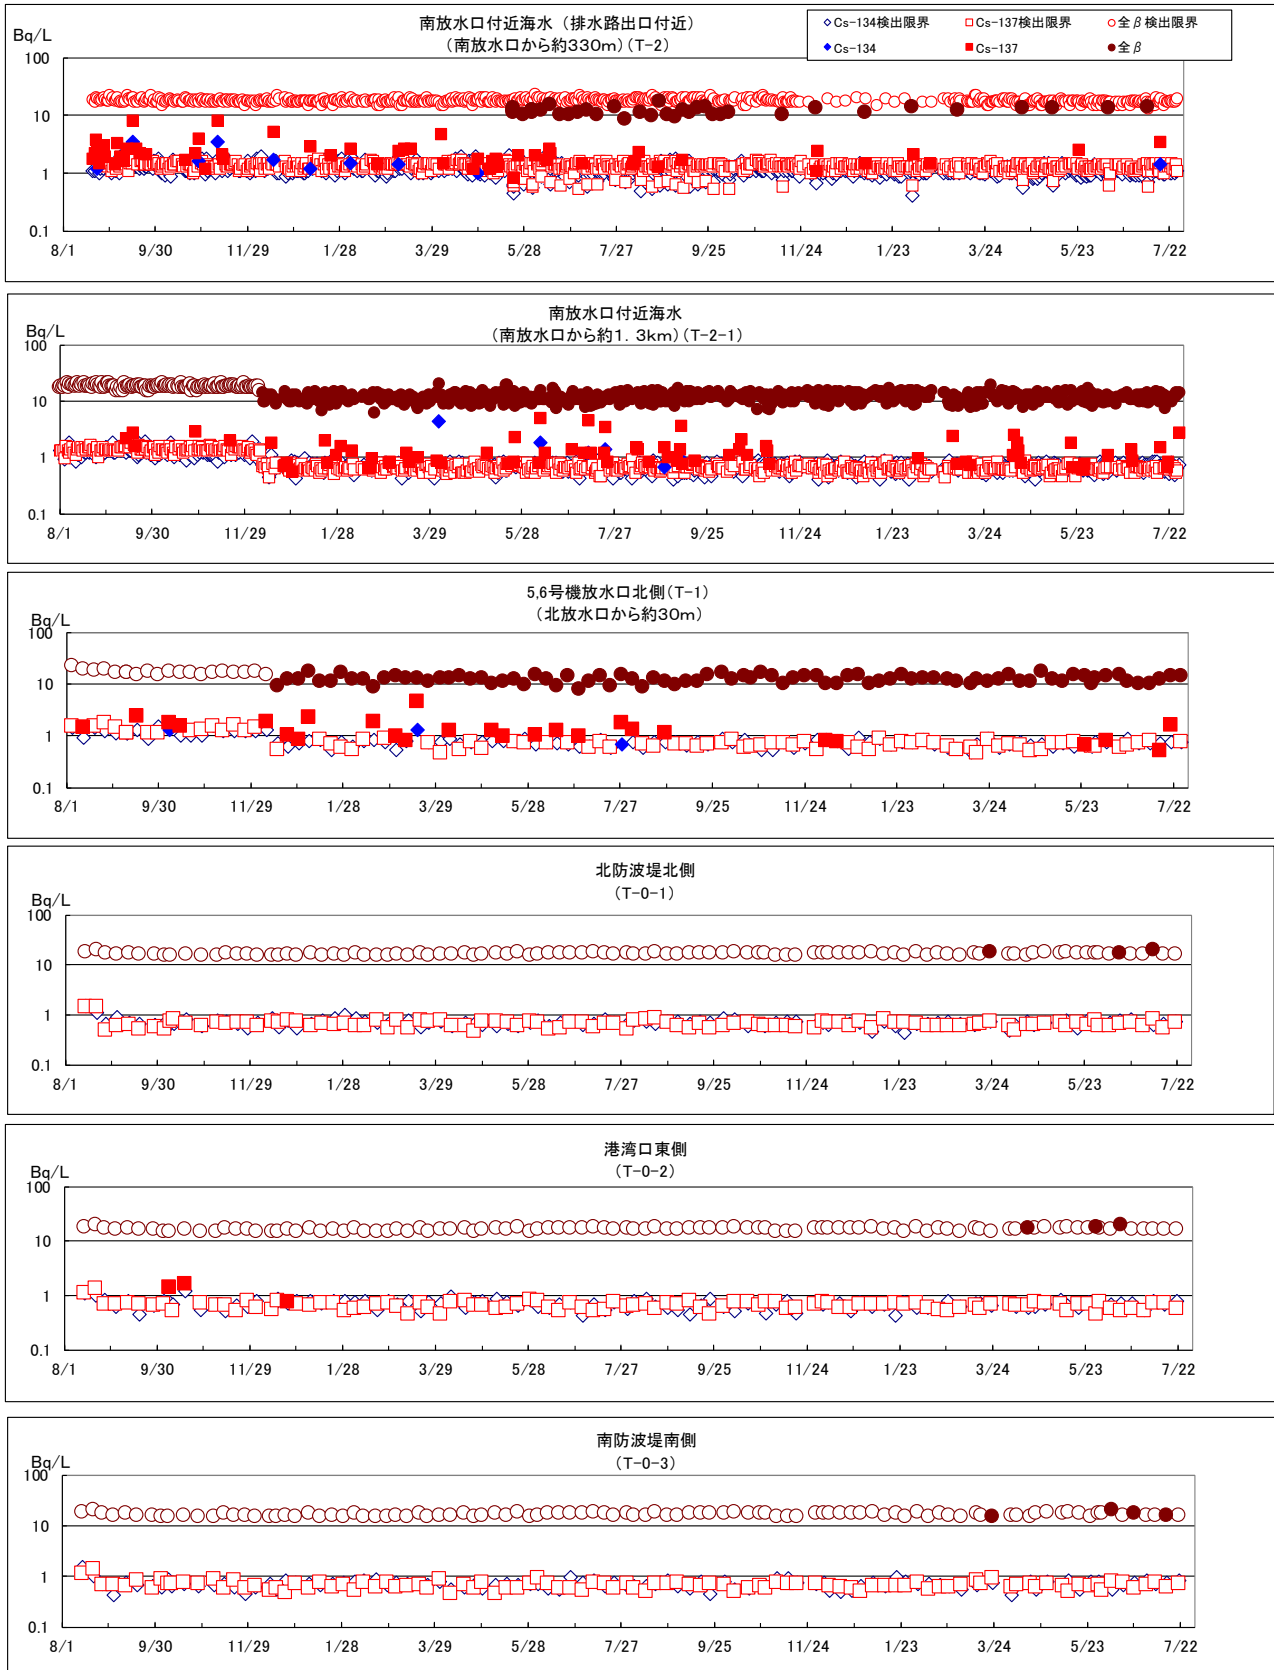 南放水口付近海水（排水路出口付近）
（南放水口から約330m）（T-2）
Bq/L
Cs-134検出限界 Cs-137検出限界 全β検出限界
Cs-134 Cs-137 全β
100
10
1
0.1
8/1 9/30 11/29 1/28 3/29 5/28 7/27 9/25 11/24 1/23 3/24 5/23 7/22
南放水口付近海水
（南放水口から約1．3km）（T-2-1）
Bq/L
100
10
1
0.1
8/1 9/30 11/29 1/28 3/29 5/28 7/27 9/25 11/24 1/23 3/24 5/23 7/22
5,6号機放水口北側（T-1）
（北放水口から約30m）
Bq/L
100
10
1
0.1
8/1 9/30 11/29 1/28 3/29 5/28 7/27 9/25 11/24 1/23 3/24 5/23 7/22
北防波堤北側
（T-0-1）
Bq/L
100
10
1
0.1
8/1 9/30 11/29 1/28 3/29 5/28 7/27 9/25 11/24 1/23 3/24 5/23 7/22
港湾口東側
（T-0-2）
Bq/L
100
10
1
0.1
8/1 9/30 11/29 1/28 3/29 5/28 7/27 9/25 11/24 1/23 3/24 5/23 7/22
南防波堤南側
（T-0-3）
Bq/L
100
10
1
0.1
8/1 9/30 11/29 1/28 3/29 5/28 7/27 9/25 11/24 1/23 3/24 5/23 7/22